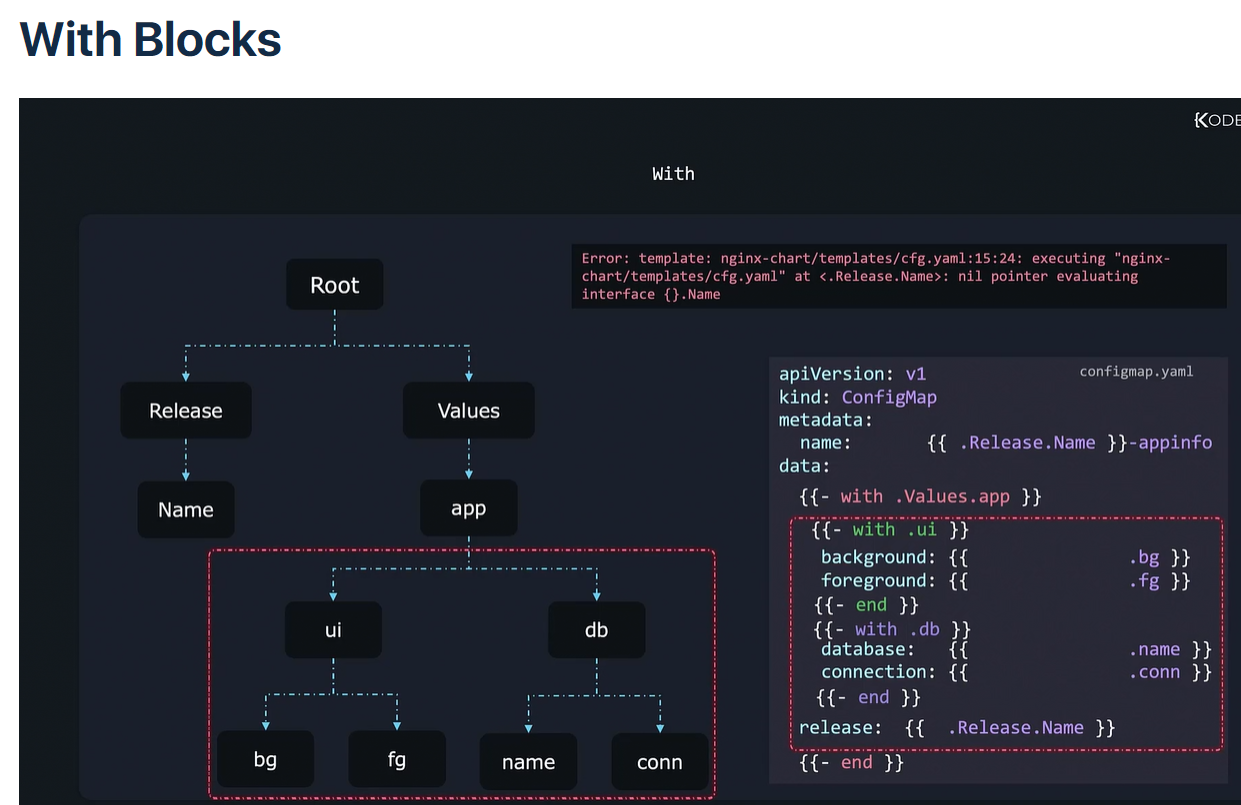 With Blocks
KODE
With
Error: template: nginx-chart/templates/cfg.yaml:15:24: executing "nginx-
chart/templates/cfg.yaml" at <.Release.Name>: nil pointer evaluating
interface {}.Name
Root
Release
Values
Name
app
ui
db
bg
fg
name
conn
configmap.yaml
apiVersion: v1
kind: ConfigMap
metadata:
  name:       {{ .Release.Name }}-appinfo
data:
  {{- with .Values.app }}
   {{- with .ui }}
    background: {{              .bg }}
    foreground: {{              .fg }}
   {{- end }}
   {{- with .db }}
    database:   {{              .name }}
    connection: {{              .conn }}
   {{- end }}
  release:  {{  .Release.Name }}
  {{- end }}